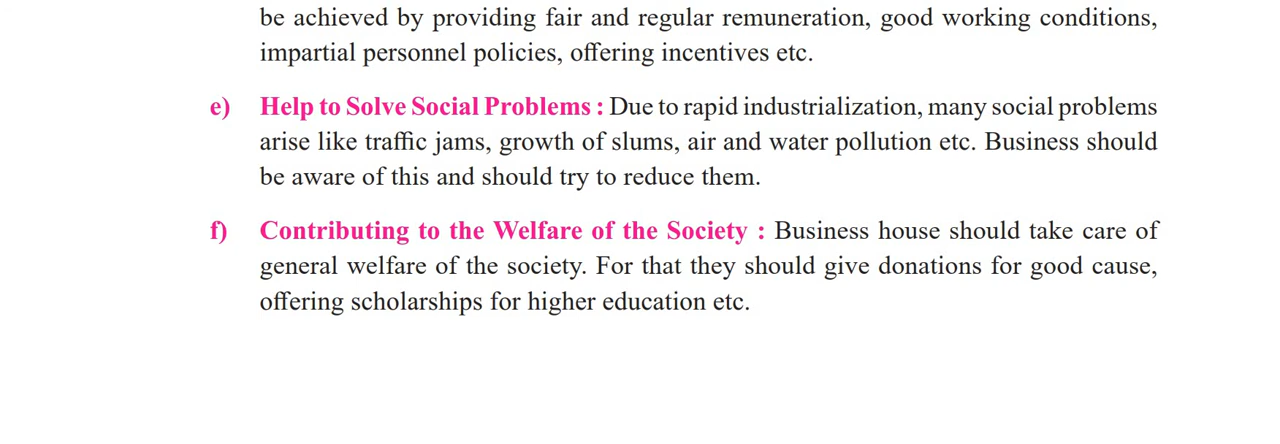 be achieved by providing fair and regular remuneration, good working conditions,
impartial personnel policies, offering incentives etc.
e) Help to Solve Social Problems : Due to rapid industrialization, many social problems
arise like traffic jams, growth of slums, air and water pollution etc. Business should
be aware of this and should try to reduce them.
f) Contributing to the Welfare of the Society : Business house should take care of
general welfare of the society. For that they should give donations for good cause,
offering scholarships for higher education etc.